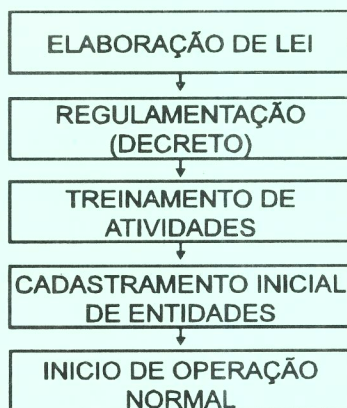 ELABORAÇÃO DE LEI
REGULAMENTAÇÃO
(DECRETO)
TREINAMENTO DE
ATIVIDADES
CADASTRAMENTO INICIAL
DE ENTIDADES
INICIO DE OPERAÇÃO
NORMAL